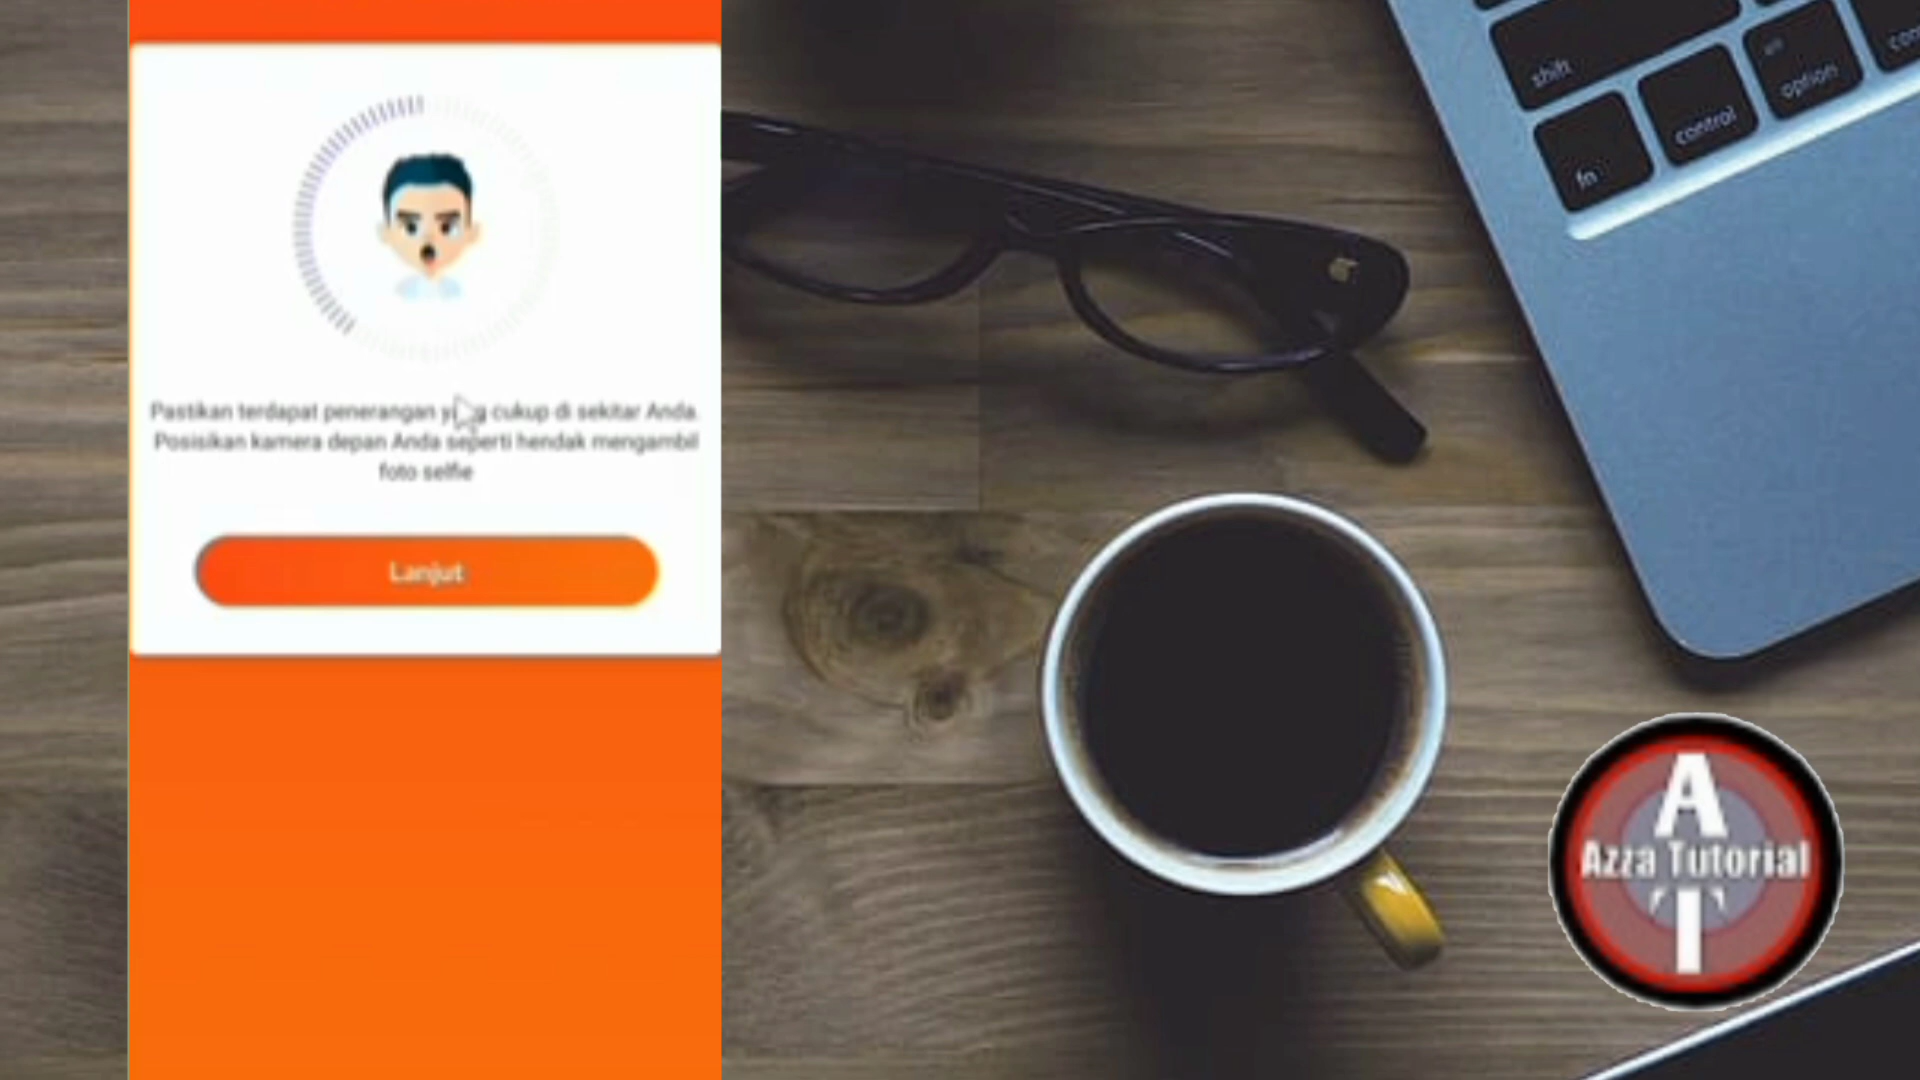 Pastikan terdapat penerangan yang cukup di sekitar Anda.
Posisikan kamera depan Anda seperti hendak mengambil
foto selfie
Lanjut
shift
fn
control
option
A
Azza Tutorial
T